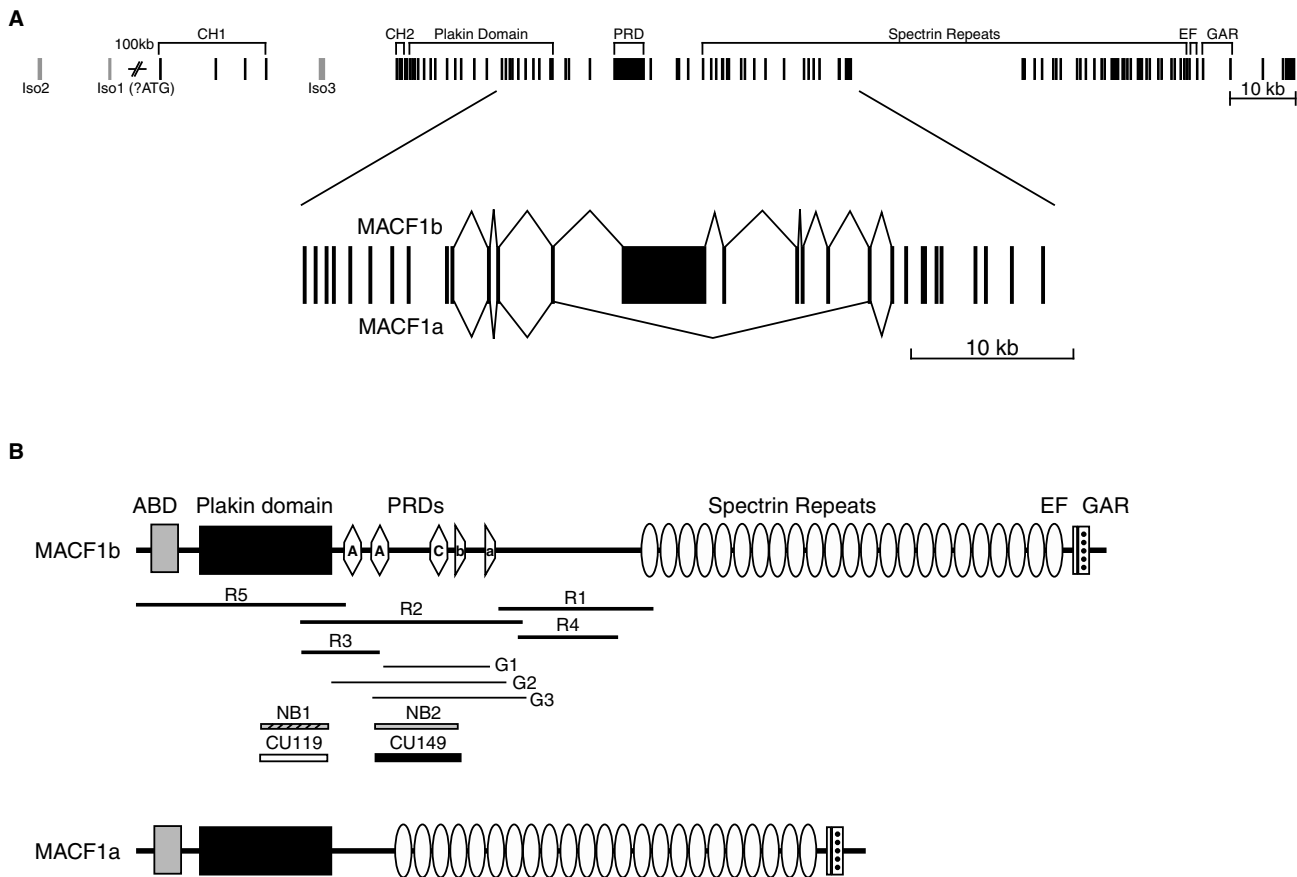 A
100kb
CH1
CH2
Plakin Domain
PRD
Spectrin Repeats
EF
GAR
Iso2
Iso1 (?ATG)
Iso3
10 kb
MACF1b
MACF1a
10 kb
B
ABD
Plakin domain
PRDs
Spectrin Repeats
EF
GAR
MACF1b
A
A
C
b
a
R5
R1
R2
R4
R3
G1
G2
G3
NB1
NB2
CU119
CU149
MACF1a